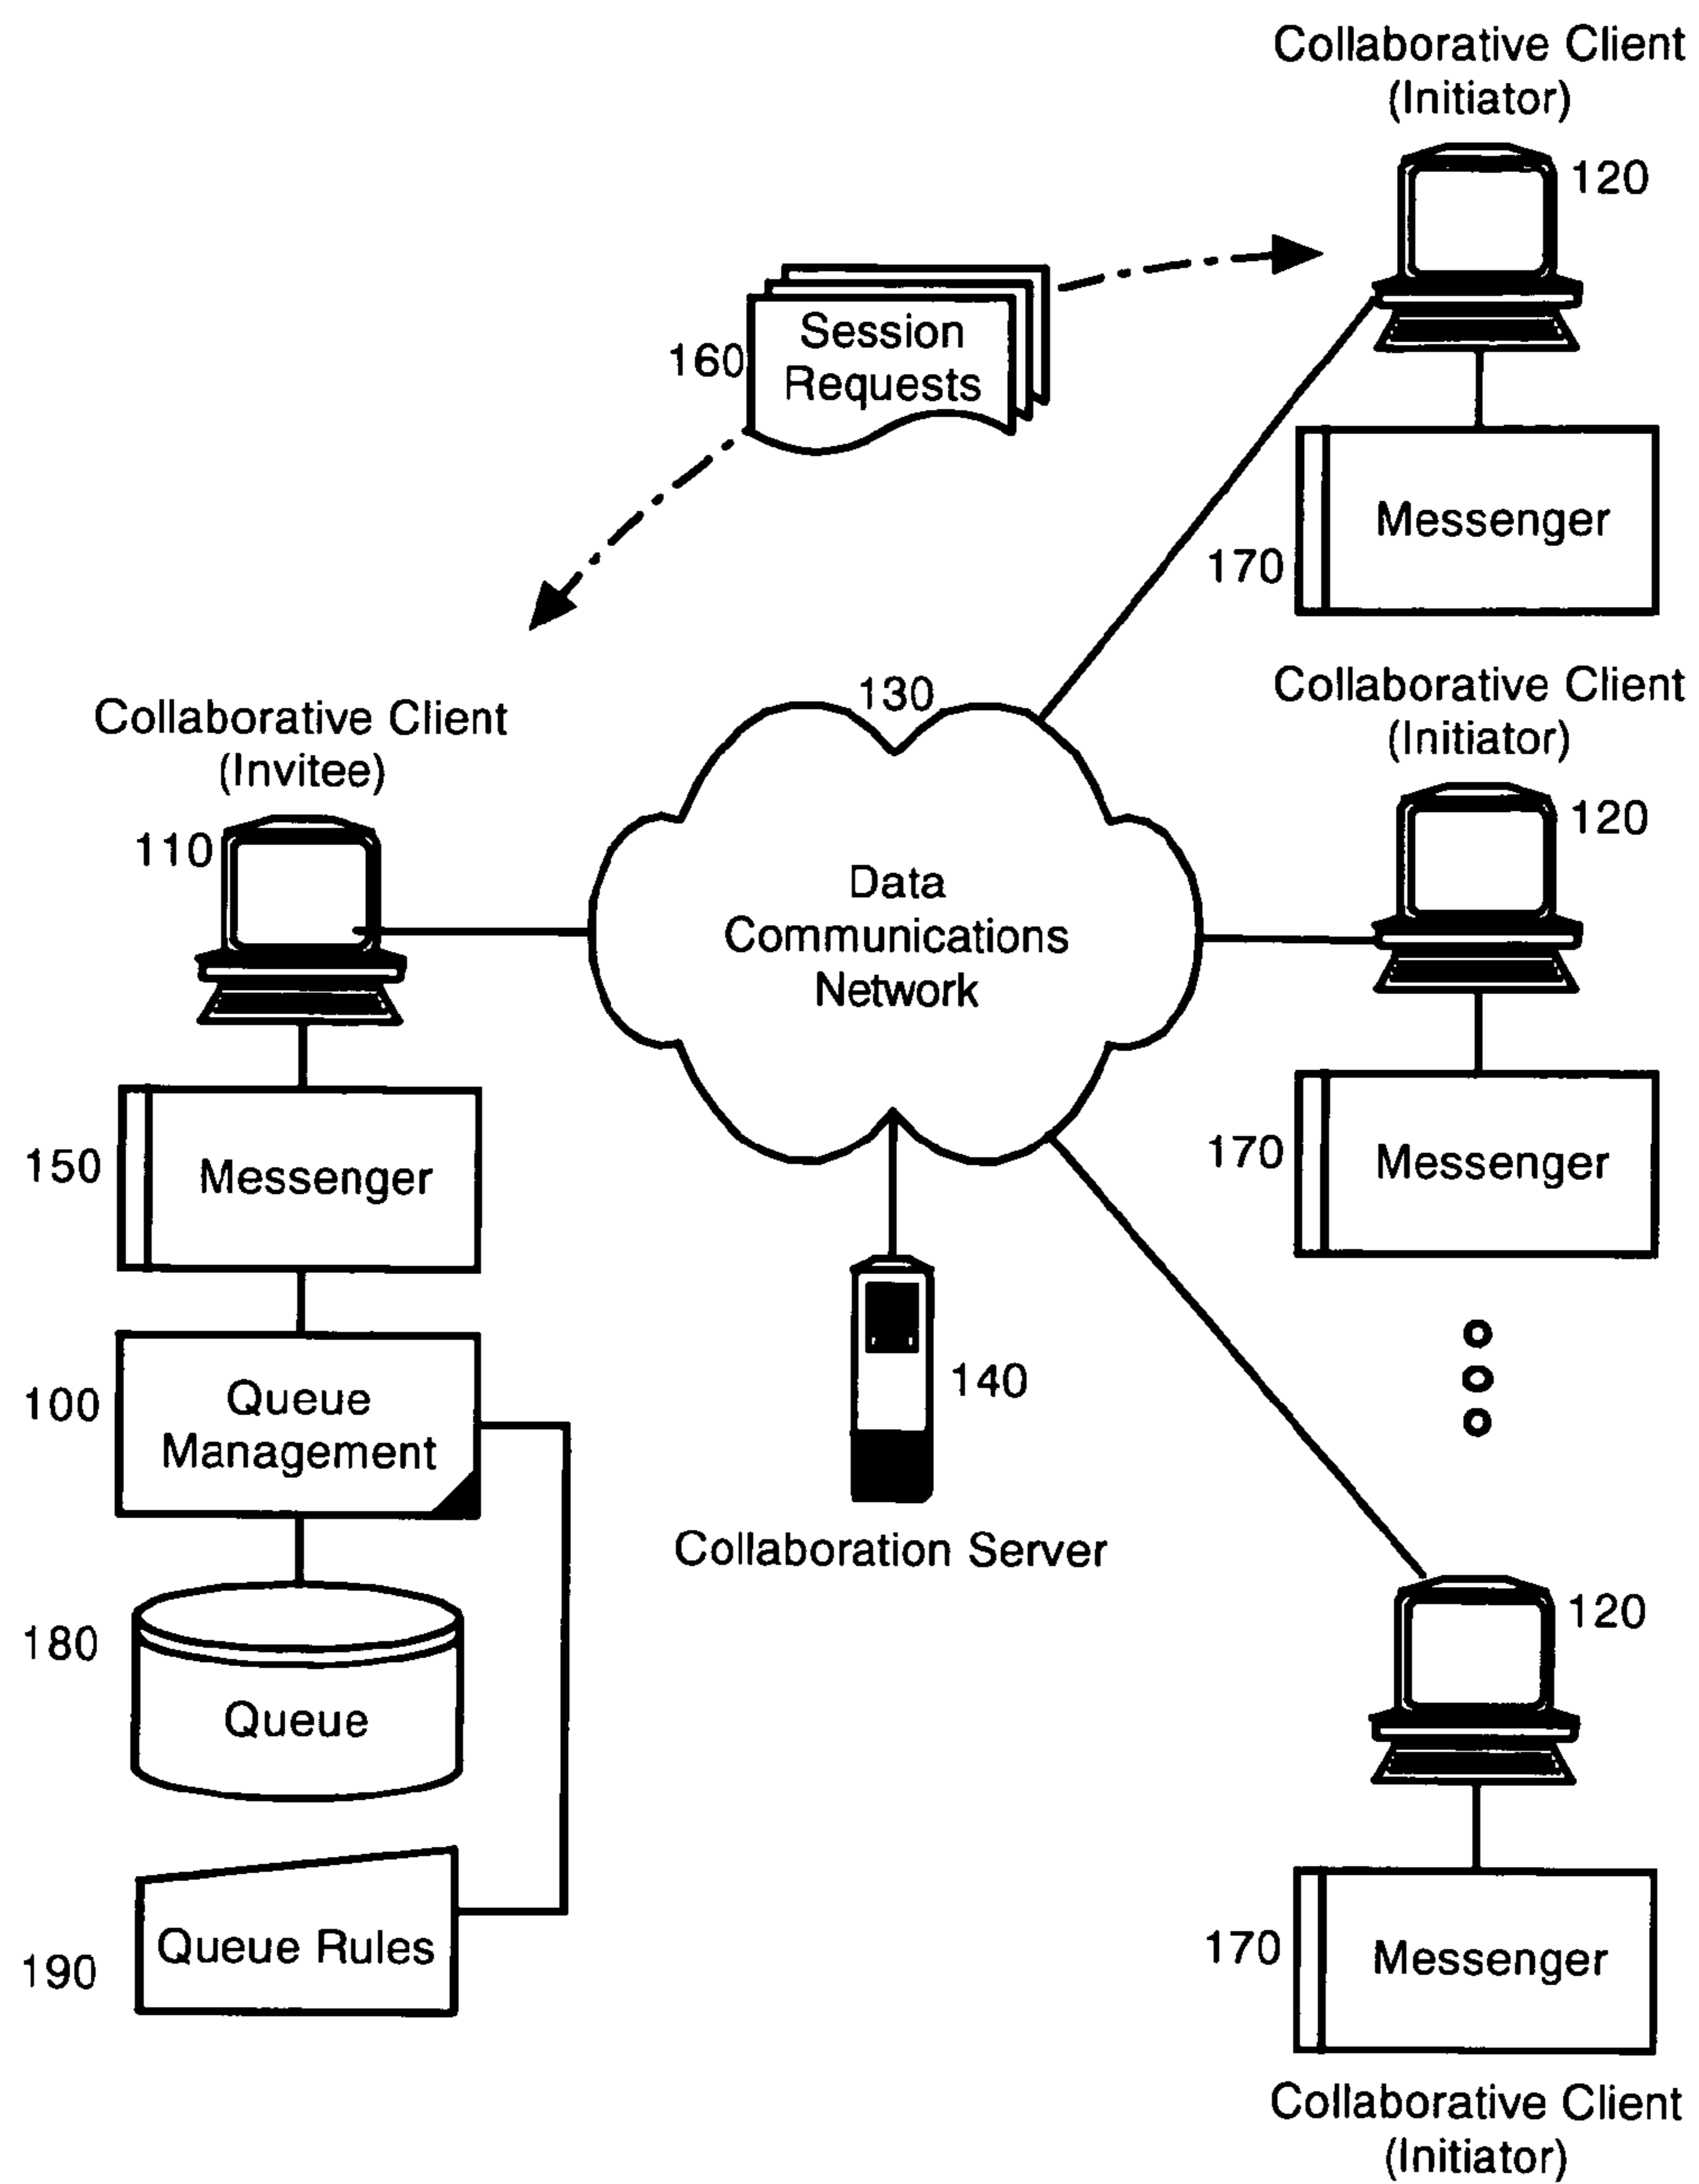 Collaborative Client
(Initiator)
120
Session
Requests
160
Messenger
170
130
Collaborative Client
(Initiator)
120
Collaborative Client
(Invitee)
110
Data
Communications
Network
Messenger
150
Messenger
170
Queue
Management
100
140
Collaboration Server
120
180
Queue
Queue Rules
190
170
Messenger
Collaborative Client
(Initiator)